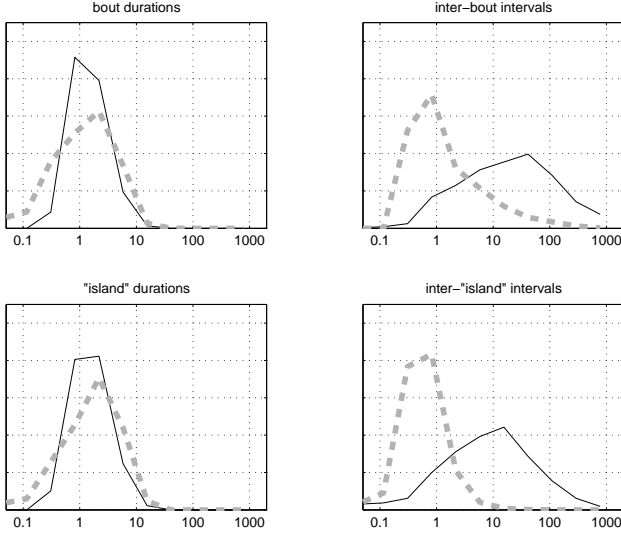 bout durations
inter−bout intervals
0.1 1 10 100 1000
0.1 1 10 100 1000
"island" durations
inter−"island" intervals
0.1 1 10 100 1000
0.1 1 10 100 1000